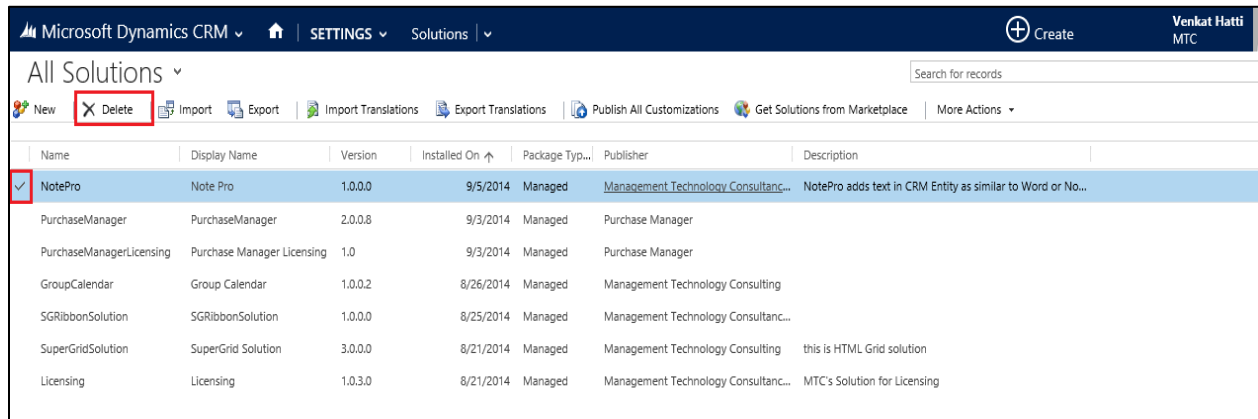 Microsoft Dynamics CRM SETTINGS Solutions Create Venkat Hatti
MTC
All Solutions Search for records
New Delete Import Export Import Translations Export Translations Publish All Customizations Get Solutions from Marketplace More Actions
Name Display Name Version Installed On Package Typ... Publisher Description
NotePro Note Pro 1.0.0.0 9/5/2014 Managed Management Technology Consultanc... NotePro adds text in CRM Entity as similar to Word or No...
PurchaseManager PurchaseManager 2.0.0.8 9/3/2014 Managed Purchase Manager
PurchaseManagerLicensing Purchase Manager Licensing 1.0 9/3/2014 Managed Purchase Manager
GroupCalendar Group Calendar 1.0.0.2 8/26/2014 Managed Management Technology Consulting
SGRibbonSolution SGRibbonSolution 1.0.0.0 8/25/2014 Managed Management Technology Consultanc...
SuperGridSolution SuperGrid Solution 3.0.0.0 8/21/2014 Managed Management Technology Consulting this is HTML Grid solution
Licensing Licensing 1.0.3.0 8/21/2014 Managed Management Technology Consultanc... MTC's Solution for Licensing